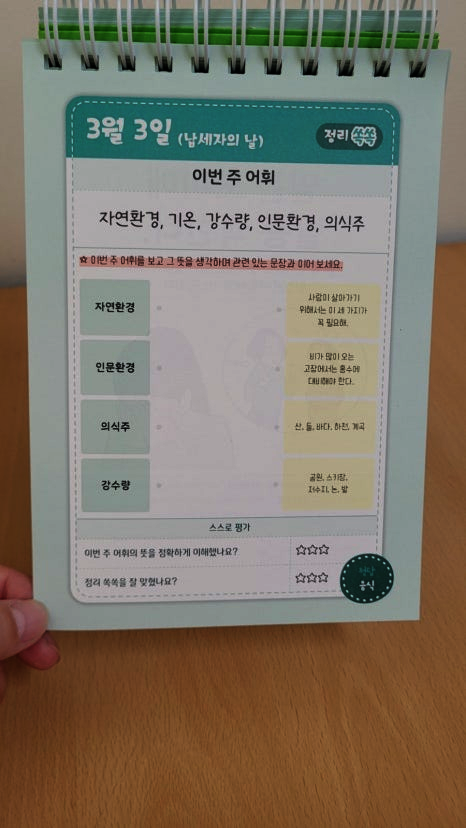 3월 3일 (납세자의 날)
정리 쏙쏙
이번 주 어휘
자연환경, 기온, 강수량, 인문환경, 의식주
☆ 이번 주 어휘를 보고 그 뜻을 생각하며 관련 있는 문장과 이어 보세요.
자연환경
사람이 살아가기
위해서는 이 세 가지가
꼭 필요해.
인문환경
비가 많이 오는
고장에서는 홍수에
대비해야 한다.
의식주
산, 들, 바다, 하천, 계곡
강수량
공원, 스키장,
저수지, 논, 밭
스스로 평가
이번 주 어휘의 뜻을 정확하게 이해했나요?
☆☆☆
정리 쏙쏙을 잘 맞혔나요?
☆☆☆
정답
음식